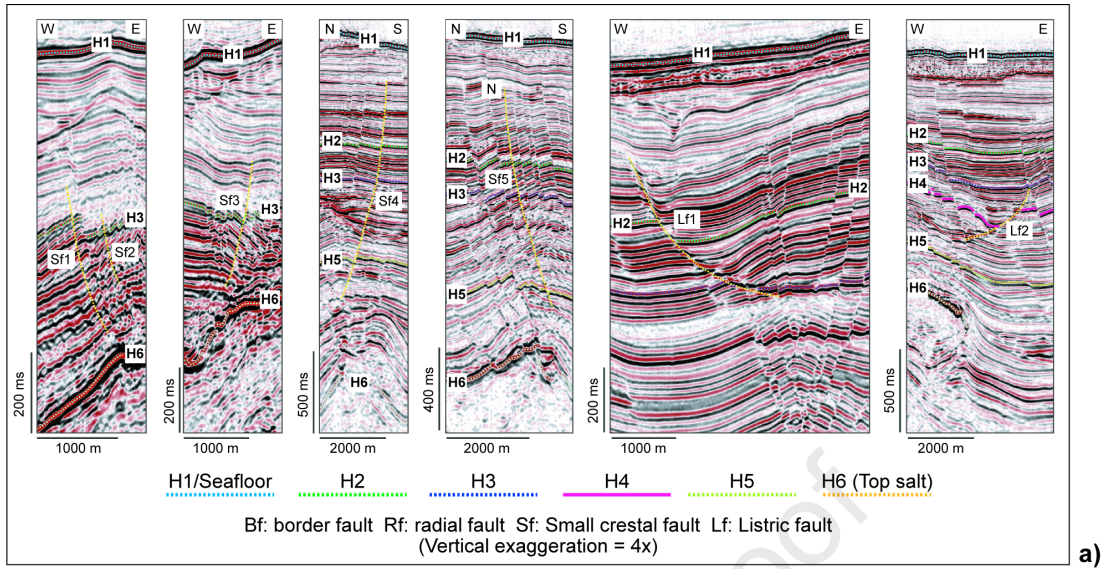 W E
H1
H3
Sf1
Sf2
H6
200 ms
1000 m
W E
H1
Sf3
H3
H6
200 ms
1000 m
N S
H1
H2
H3
Sf4
H5
H6
500 ms
2000 m
N S
H1
N
H2
Sf5
H3
H5
H6
400 ms
2000 m
W E
H1
H2
H2
Lf1
200 ms
1000 m
W E
H1
H2
H3
H4
Lf2
H5
H6
500 ms
2000 m
H1/Seafloor H2 H3 H4 H5 H6 (Top salt)
Bf: border fault Rf: radial fault Sf: Small crestal fault Lf: Listric fault
(Vertical exaggeration = 4x)
a)